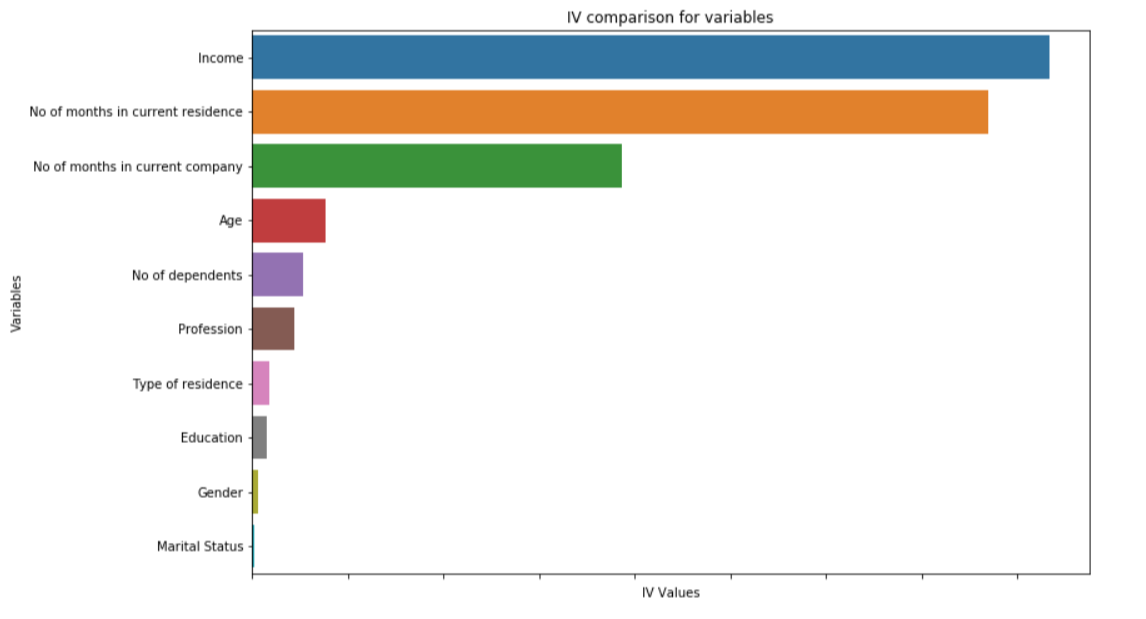 IV comparison for variables
Income
No of months in current residence
No of months in current company
Age
No of dependents
Profession
Type of residence
Education
Gender
Marital Status
Variables
IV Values